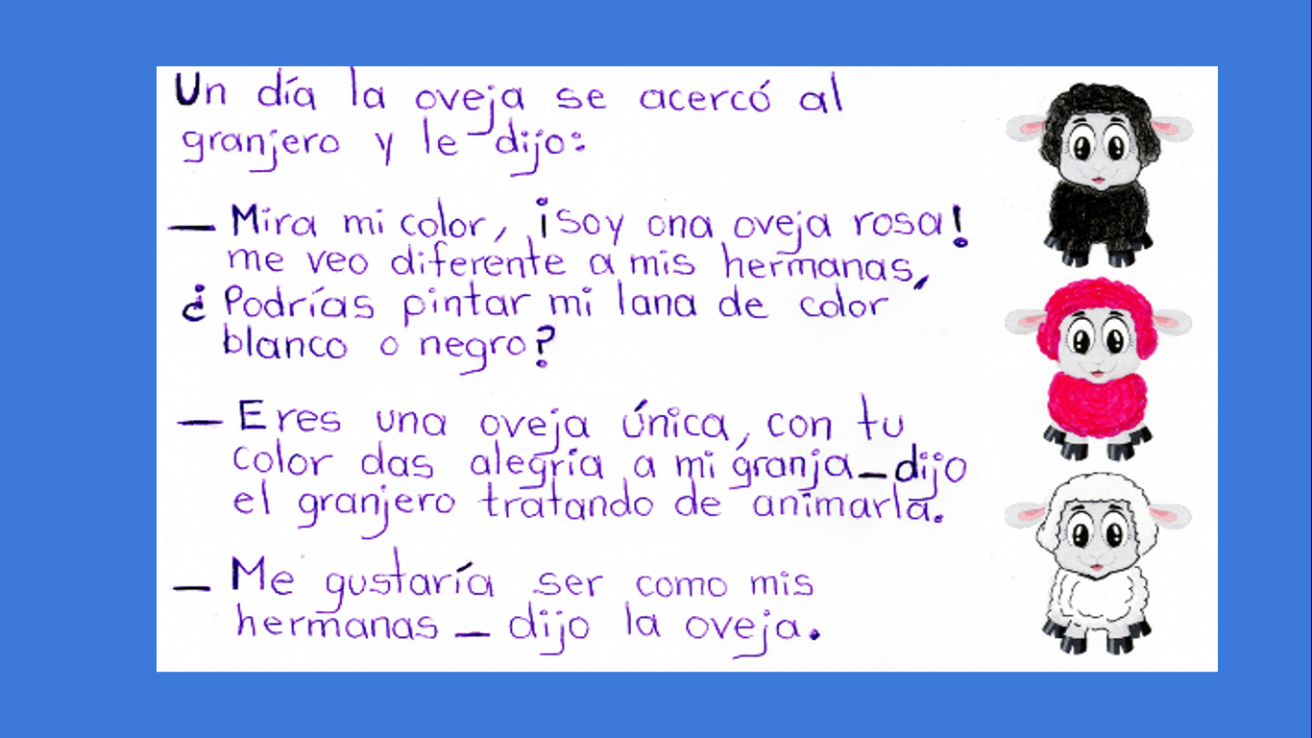 Un día la oveja se acercó al
granjero y le dijo:
— Mira mi color, ¡soy una oveja rosa!
me veo diferente a mis hermanas,
¿Podrías pintar mi lana de color
blanco o negro?
— Eres una oveja única, con tu
color das alegría a mi granja — dijo
el granjero tratando de animarla.
— Me gustaría ser como mis
hermanas — dijo la oveja.